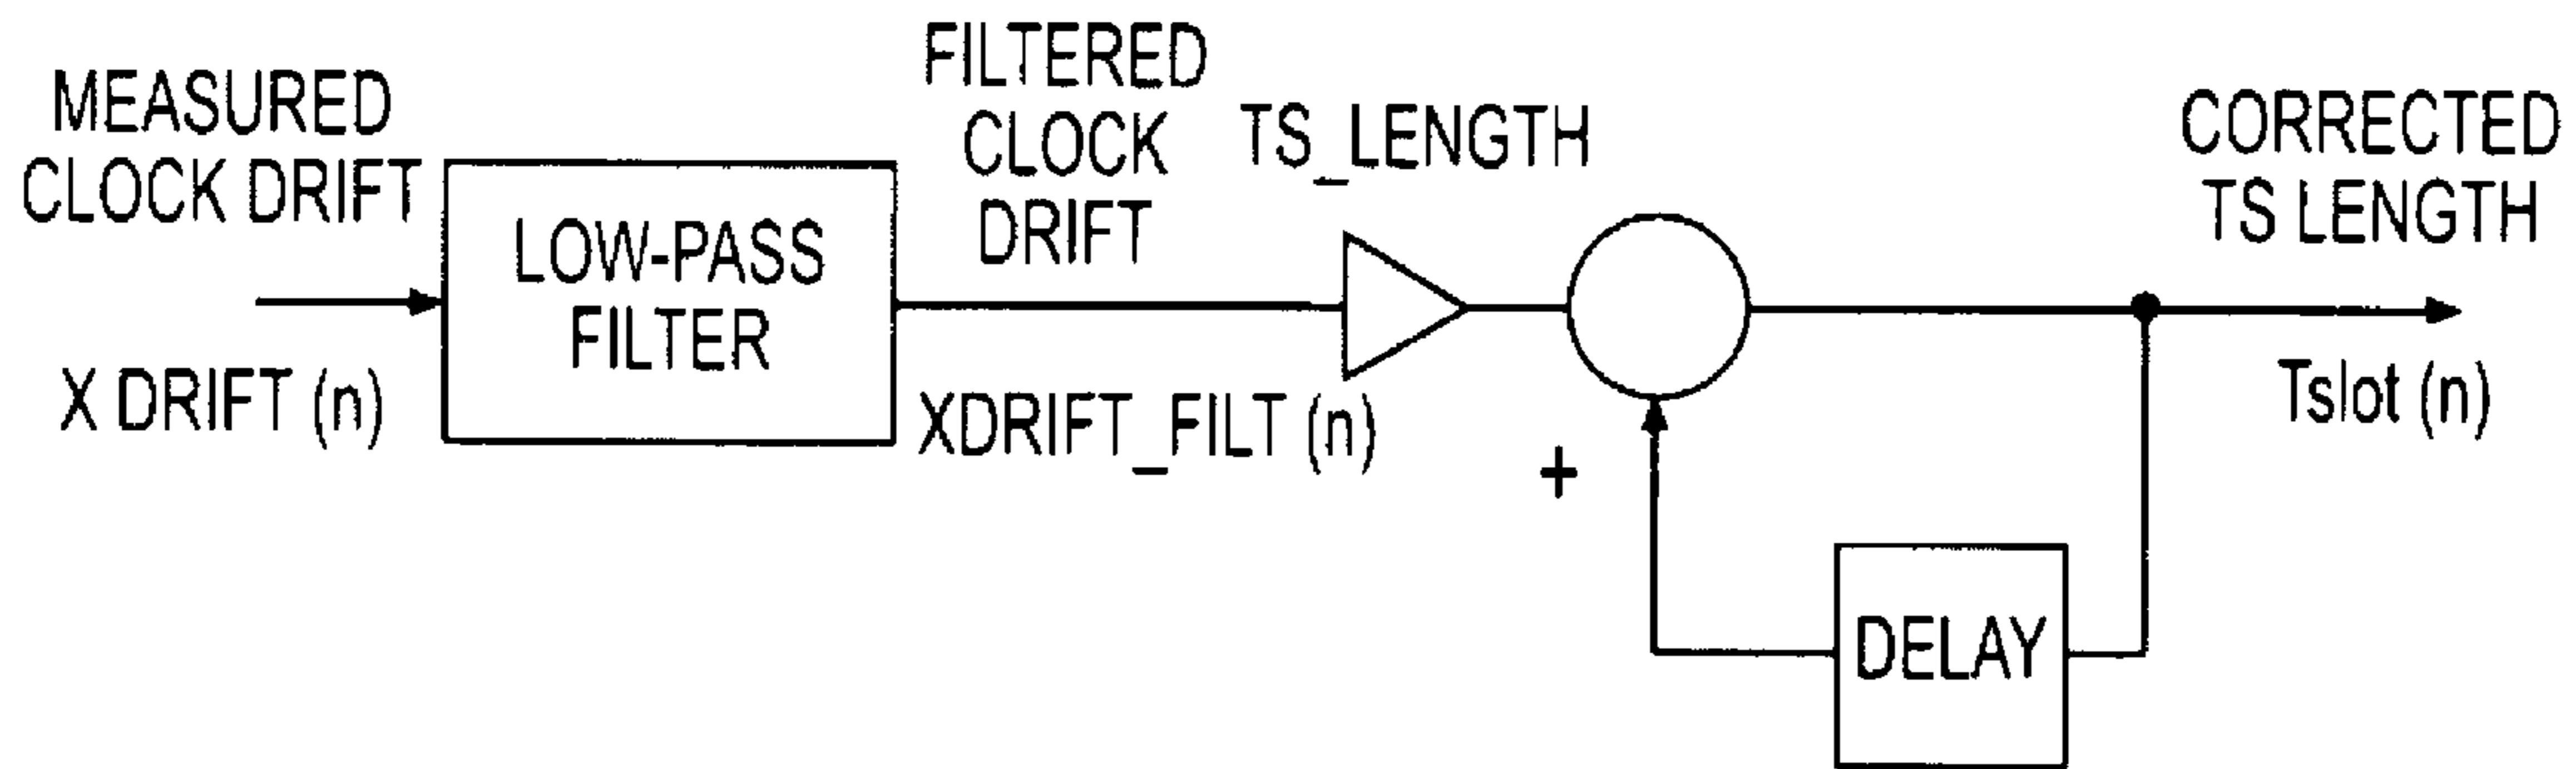 MEASURED
CLOCK DRIFT
X DRIFT (n)
LOW-PASS
FILTER
FILTERED
CLOCK
DRIFT
XDRIFT_FILT (n)
TS_LENGTH
+
DELAY
CORRECTED
TS LENGTH
Tslot (n)